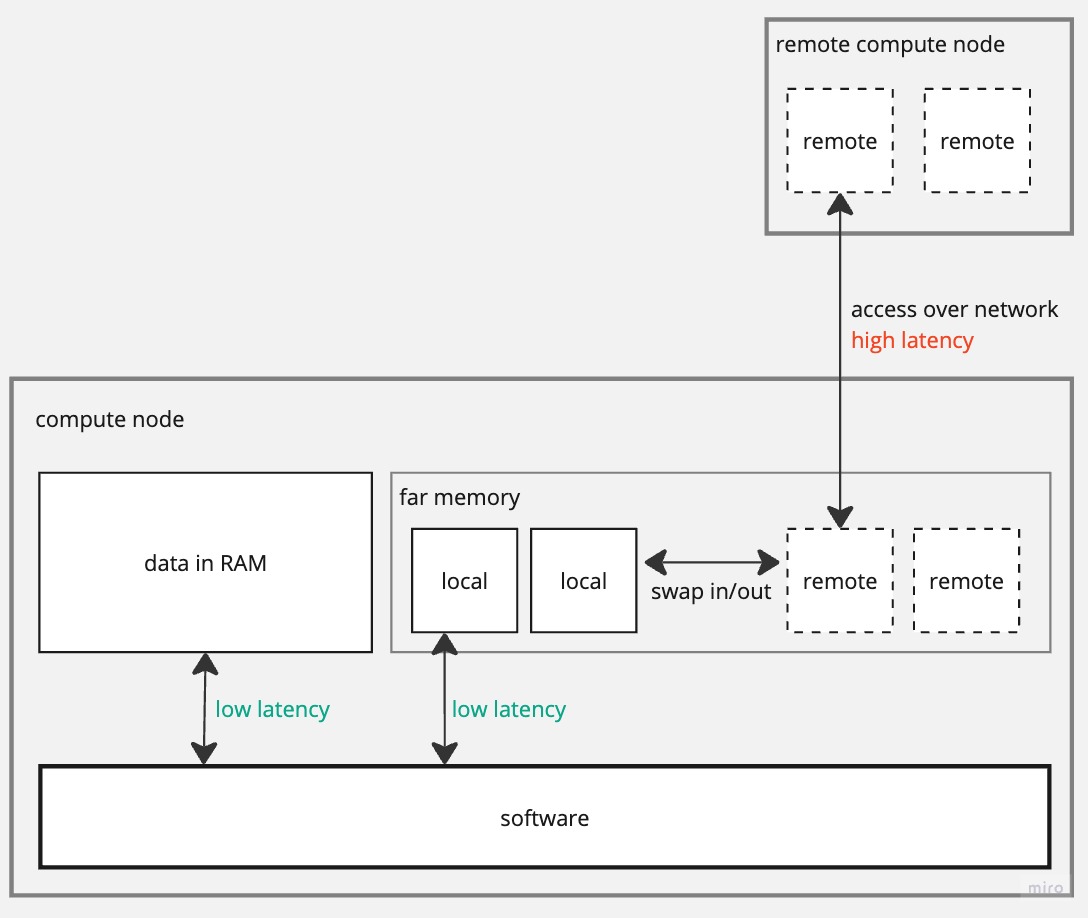 remote compute node
remote
remote
access over network
high latency
compute node
data in RAM
far memory
local
local
swap in/out
remote
remote
low latency
low latency
software
miro